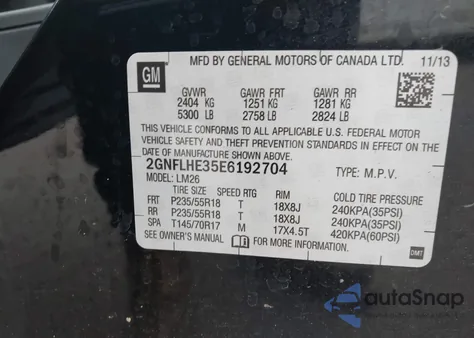 GM
MFD BY GENERAL MOTORS OF CANADA LTD. 11/13
GVWR GAWR FRT GAWR RR
2404 KG 1251 KG 1281 KG
5300 LB 2758 LB 2824 LB
THIS VEHICLE CONFORMS TO ALL APPLICABLE U.S. FEDERAL MOTOR
VEHICLE SAFETY, BUMPER, AND THEFT PREVENTION STANDARDS IN
EFFECT ON THE DATE OF MANUFACTURE SHOWN ABOVE.
2GNFLHE35E6192704 TYPE: M.P.V.
MODEL: LM26
TIRE SIZE SPEED RTG RIM COLD TIRE PRESSURE
FRT P235/55R18 T 18X8J 240KPA(35PSI)
RR P235/55R18 T 18X8J 240KPA(35PSI)
SPA T145/70R17 M 17X4.5T 420KPA(60PSI)
SEE OWNER'S MANUAL FOR MORE INFORMATION. DMT
autoSnap